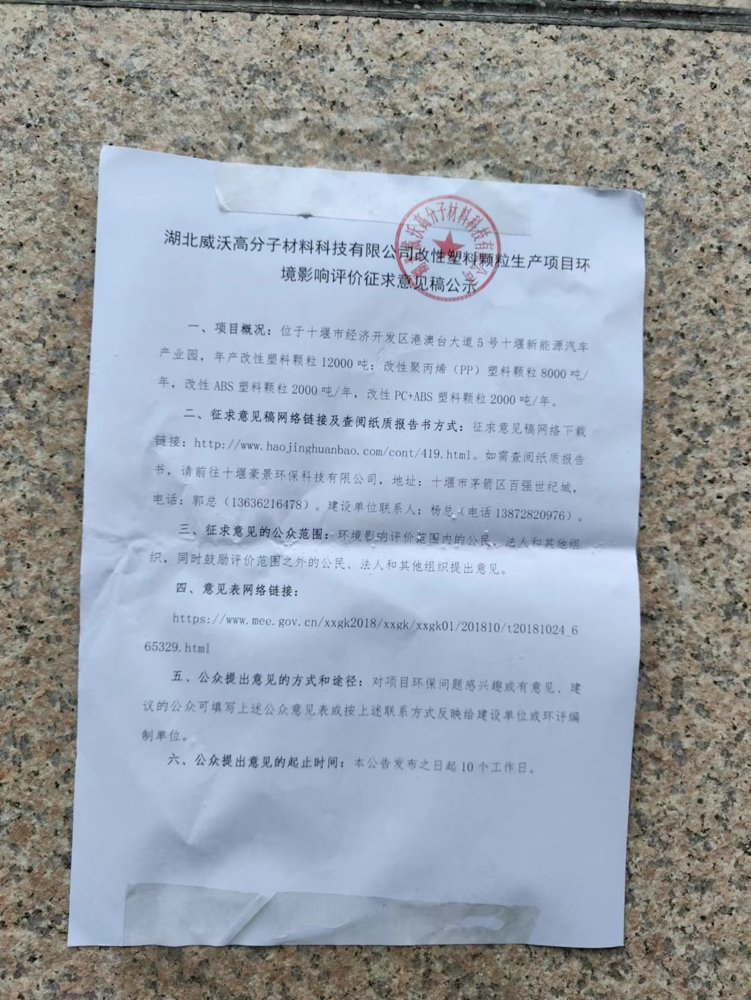 湖北威沃高分子材料科技有限公司改性塑料颗粒生产项目环
境影响评价征求意见稿公示
湖北威沃高分子材料科技有限公司
一、项目概况：位于十堰市经济开发区港澳台大道5号十堰新能源汽车
产业园，年产改性塑料颗粒12000吨：改性聚丙烯（PP）塑料颗粒8000吨/
年，改性ABS塑料颗粒2000吨/年，改性PC+ABS塑料颗粒2000吨/年。
二、征求意见稿网络链接及查阅纸质报告书方式：征求意见稿网络下载
链接：http://www.haojinghuanbao.com/cont/419.html。如需查阅纸质报告
书，请前往十堰豪景环保科技有限公司，地址：十堰市茅箭区百强世纪城，
电话：郭总（13636216478）。建设单位联系人：杨总（电话13872820976）。
三、征求意见的公众范围：环境影响评价范围内的公民、法人和其他组
织，同时鼓励评价范围之外的公民、法人和其他组织提出意见。
四、意见表网络链接：
https://www.mee.gov.cn/xxgk2018/xxgk/xxgk01/201810/t20181024_6
65329.html
五、公众提出意见的方式和途径：对项目环保问题感兴趣或有意见、建
议的公众可填写上述公众意见表或按上述联系方式反映给建设单位或环评编
制单位。
六、公众提出意见的起止时间：本公告发布之日起10个工作日。